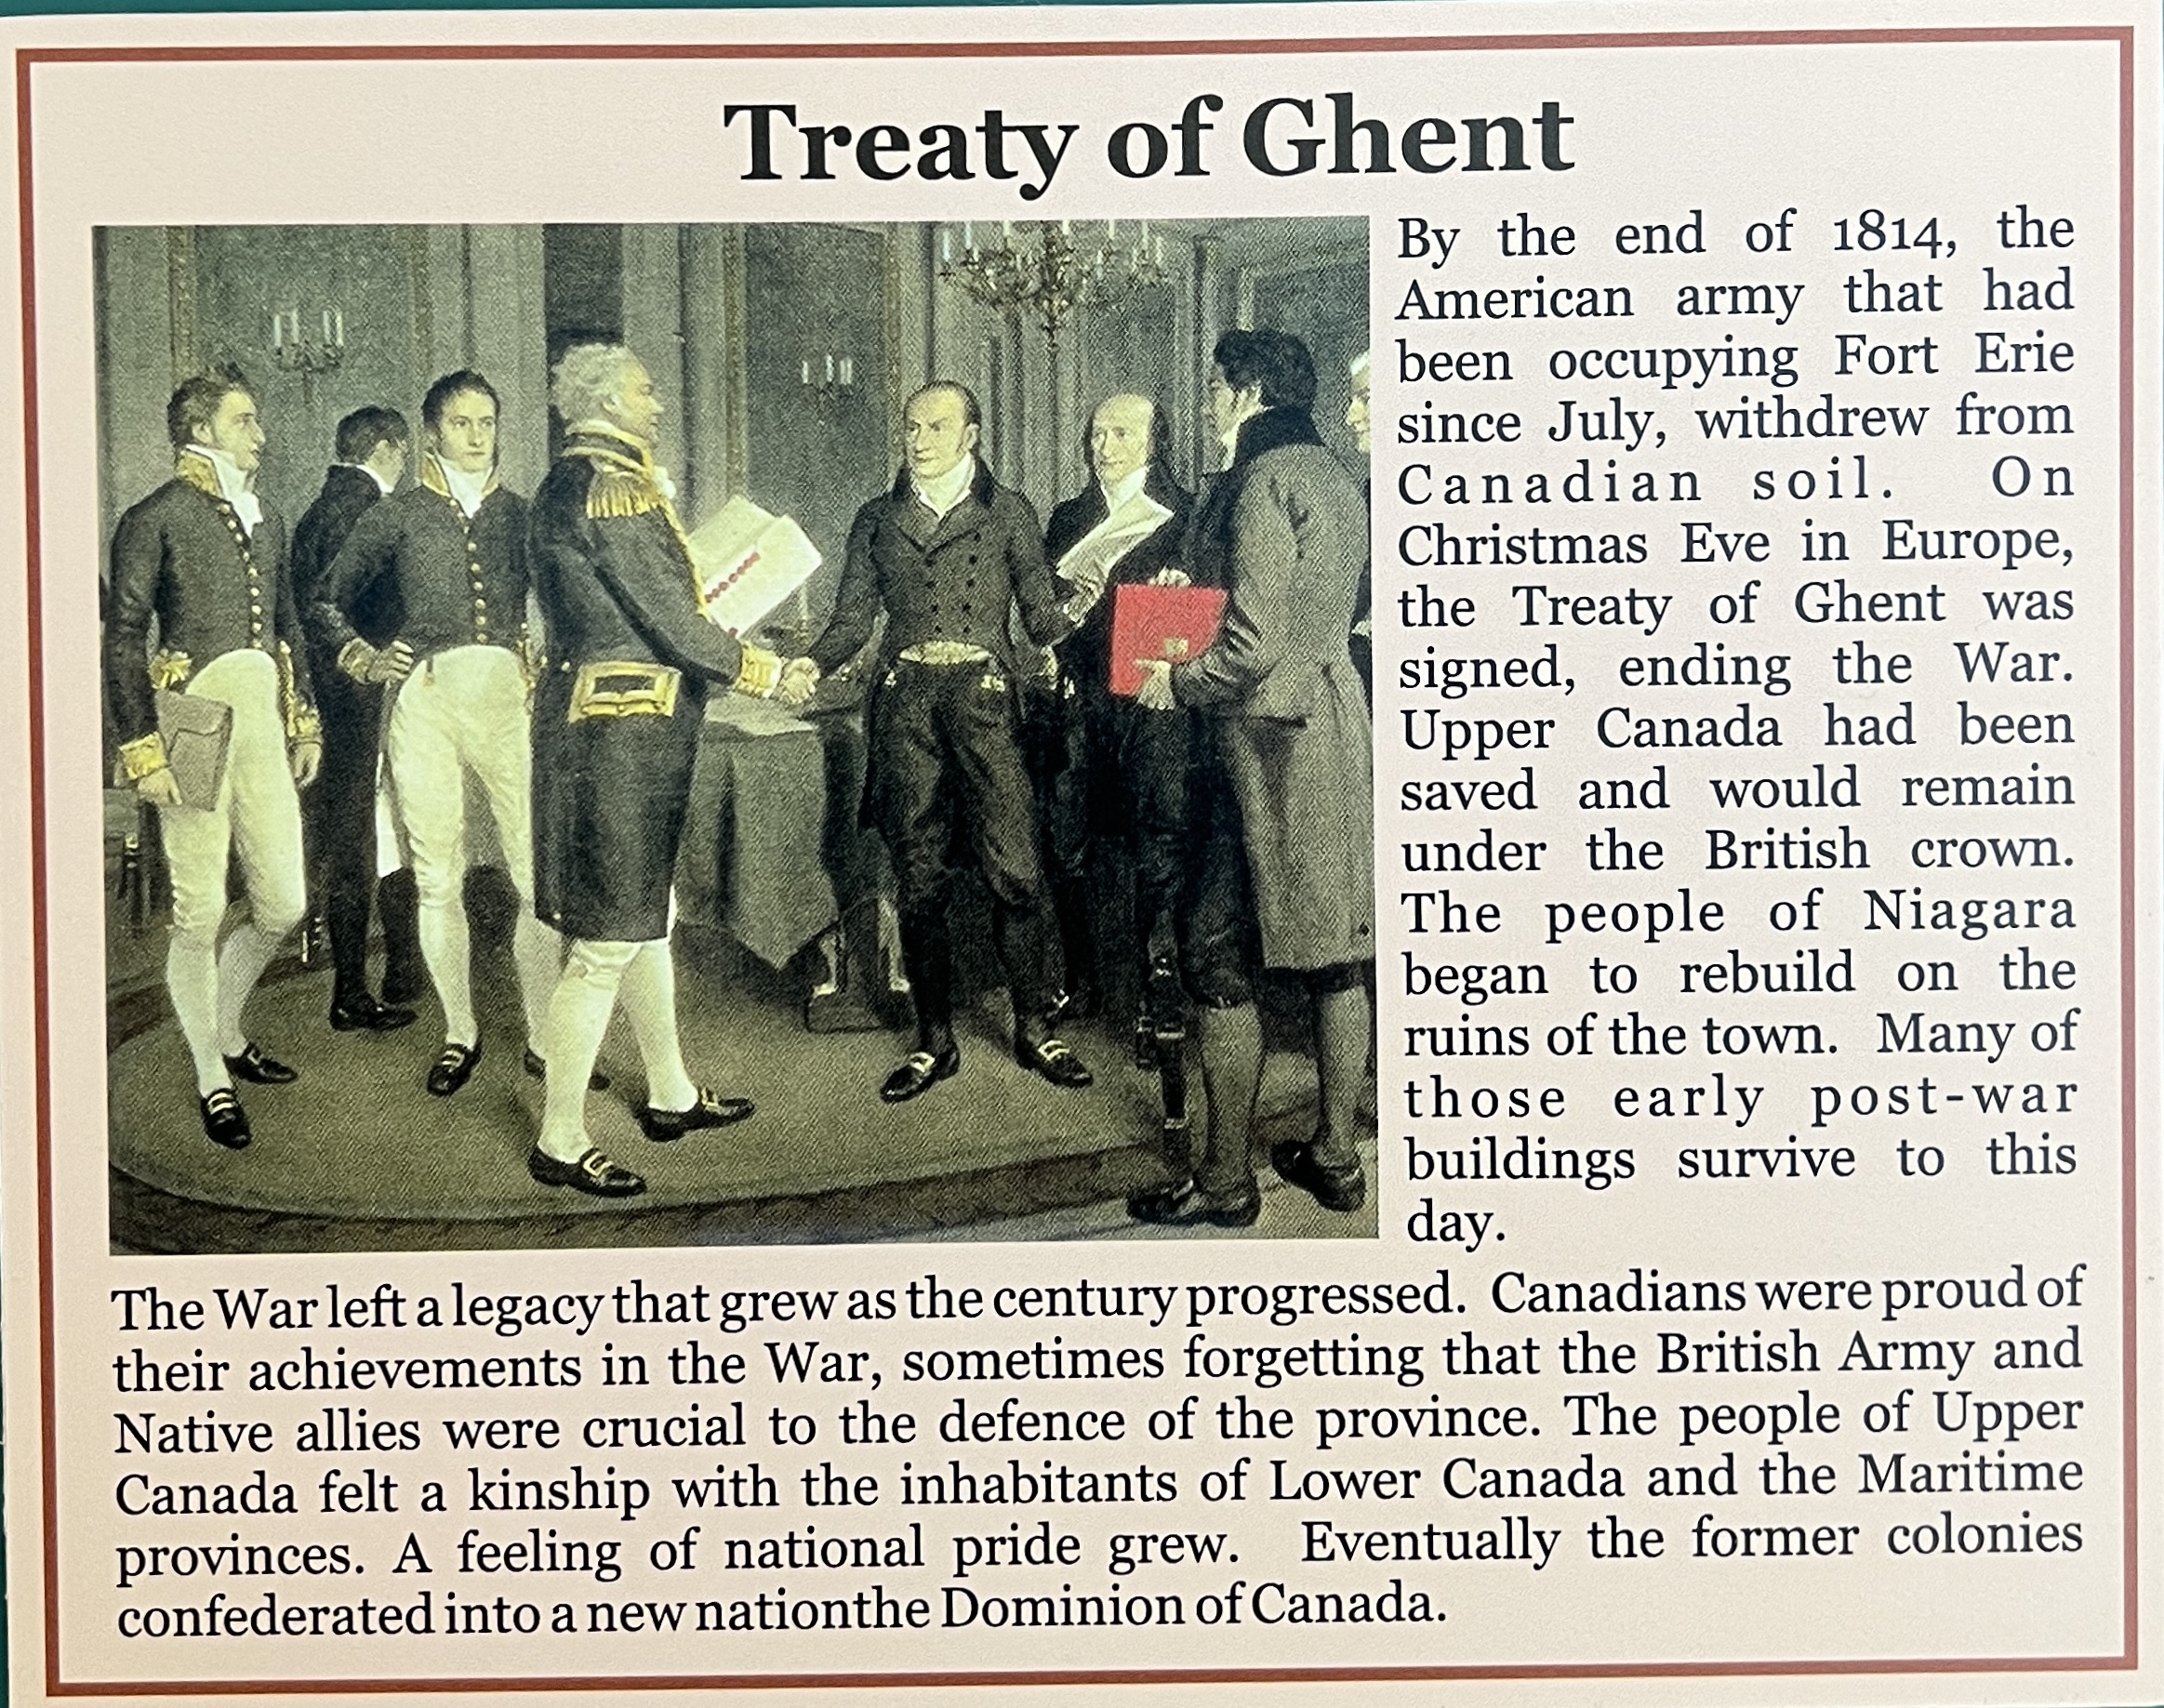 Treaty of Ghent
By the end of 1814, the
American army that had
been occupying Fort Erie
since July, withdrew from
Canadian soil. On
Christmas Eve in Europe,
the Treaty of Ghent was
signed, ending the War.
Upper Canada had been
saved and would remain
under the British crown.
The people of Niagara
began to rebuild on the
ruins of the town. Many of
those early post-war
buildings survive to this
day.
The War left a legacy that grew as the century progressed. Canadians were proud of
their achievements in the War, sometimes forgetting that the British Army and
Native allies were crucial to the defence of the province. The people of Upper
Canada felt a kinship with the inhabitants of Lower Canada and the Maritime
provinces. A feeling of national pride grew. Eventually the former colonies
confederated into a new nationthe Dominion of Canada.